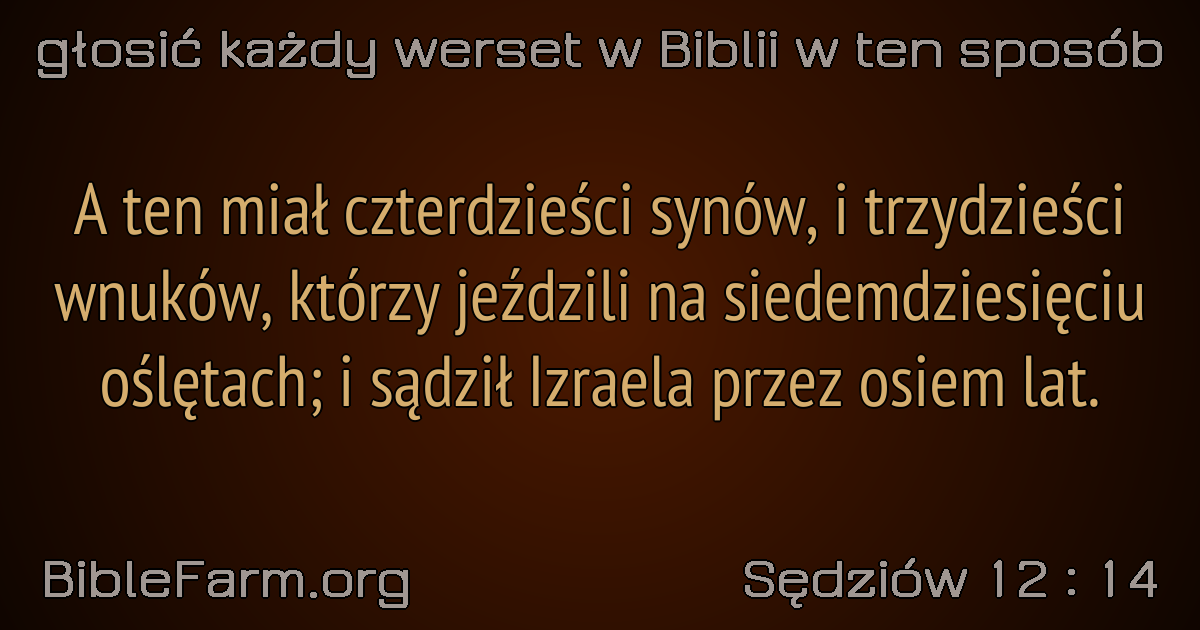 głosić każdy werset w Biblii w ten sposób
A ten miał czterdzieści synów, i trzydzieści
wnuków, którzy jeździli na siedemdziesięciu
oślętach; i sądził Izraela przez osiem lat.
BibleFarm.org
Sędziów 12 : 14